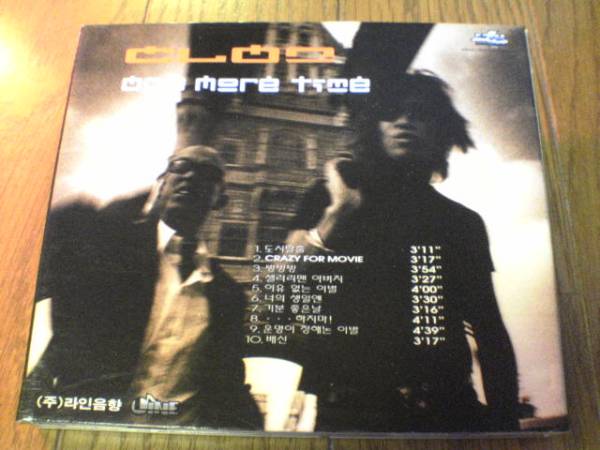 CLON
ONE MORE TIME
1. 도시탈출 3'11"
2. CRAZY FOR MOVIE 3'17"
3. 빙빙빙 3'54"
4. 샐러리맨 아버지 3'27"
5. 이유 없는 이별 4'00"
6. 너의 생일엔 3'30"
7. 기분 좋은날 3'16"
8. · · · 하지마! 4'11"
9. 운명이 정해논 이별 4'39"
10. 배신 3'17"
(주)라인음향 LINE